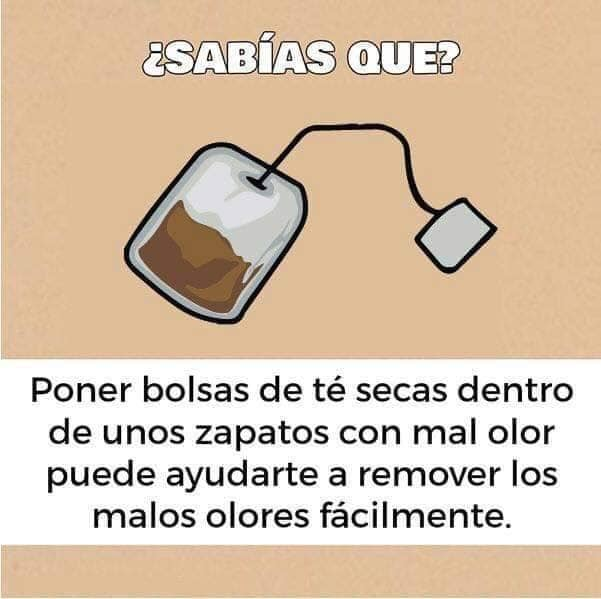 ¿SABÍAS QUE?
Poner bolsas de té secas dentro
de unos zapatos con mal olor
puede ayudarte a remover los
malos olores fácilmente.